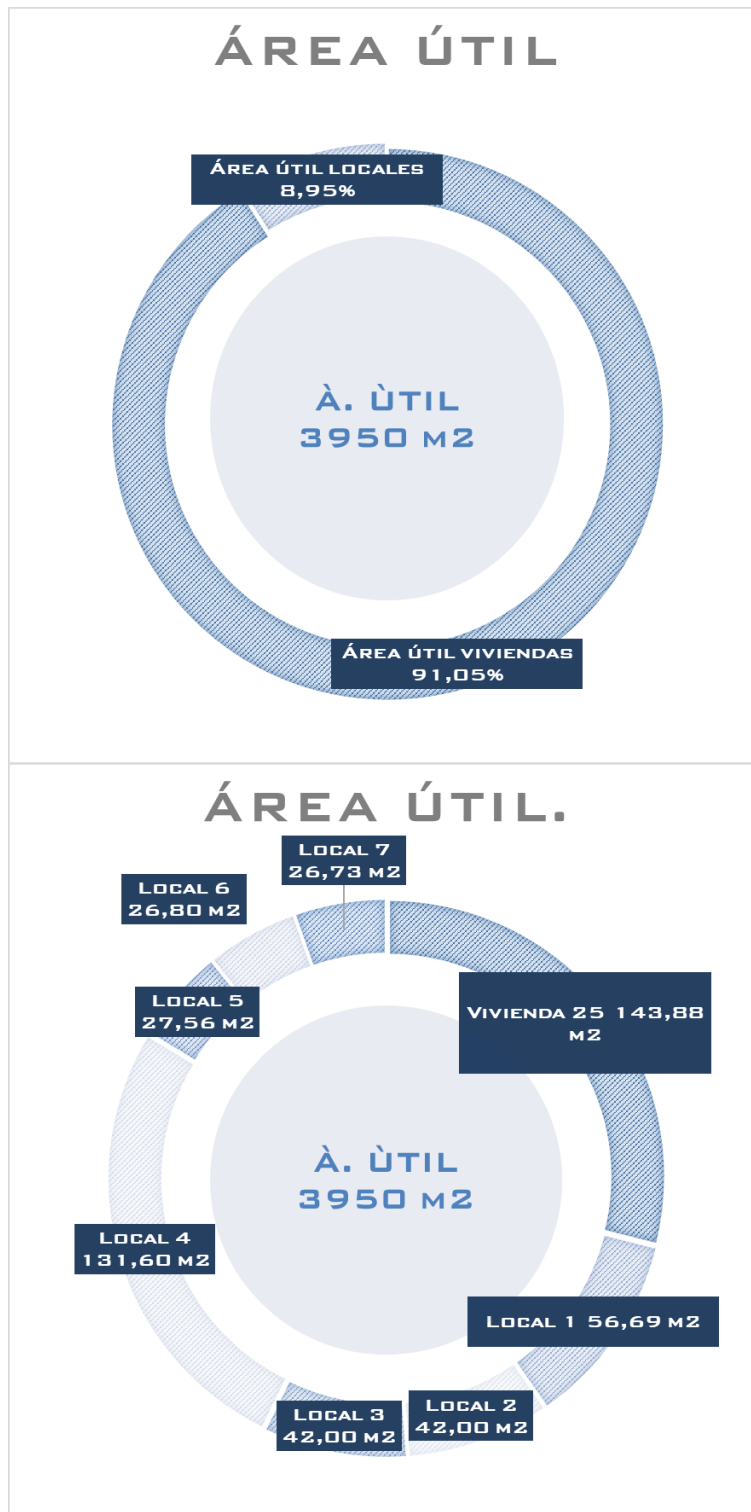 ÁREA ÚTIL
ÁREA ÚTIL LOCALES
8,95%
À. ÙTIL
3950 M2
ÁREA ÚTIL VIVIENDAS
91,05%
ÁREA ÚTIL.
LOCAL 7
26,73 M2
LOCAL 6
26,80 M2
LOCAL 5
27,56 M2
VIVIENDA 25 143,88
M2
À. ÙTIL
3950 M2
LOCAL 4
131,60 M2
LOCAL 1 56,69 M2
LOCAL 3
42,00 M2
LOCAL 2
42,00 M2